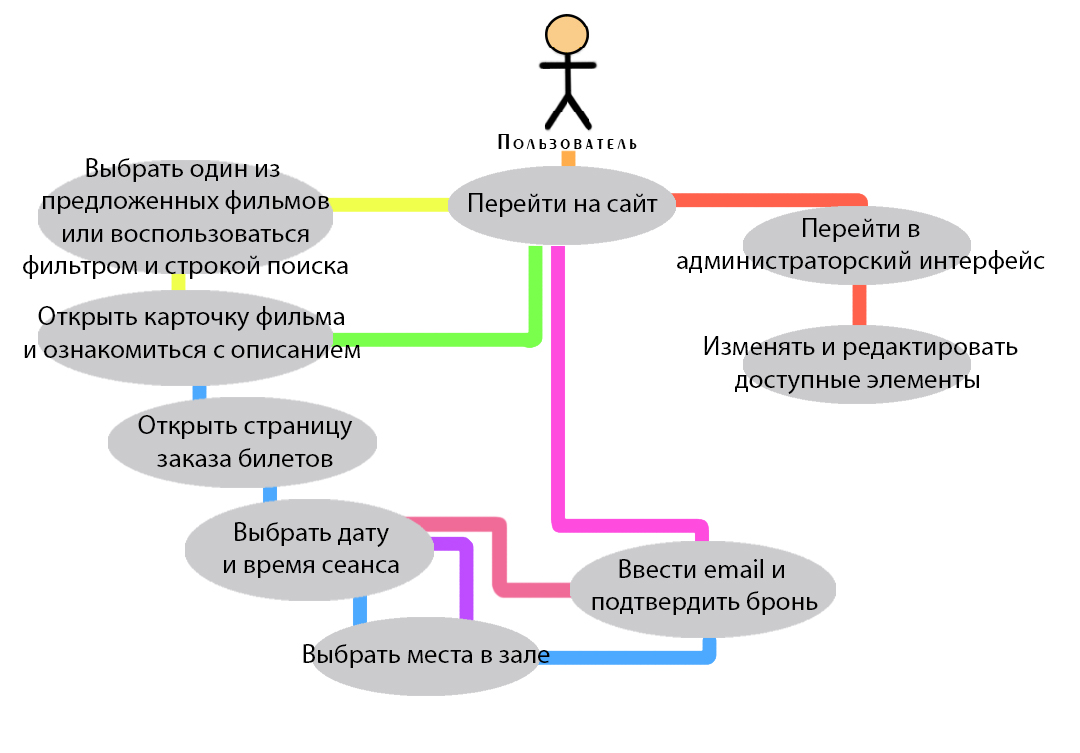 Пользователь
Перейти на сайт
Выбрать один из
предложенных фильмов
или воспользоваться
фильтром и строкой поиска
Перейти в
администраторский интерфейс
Открыть карточку фильма
и ознакомиться с описанием
Изменять и редактировать
доступные элементы
Открыть страницу
заказа билетов
Выбрать дату
и время сеанса
Ввести email и
подтвердить бронь
Выбрать места в зале